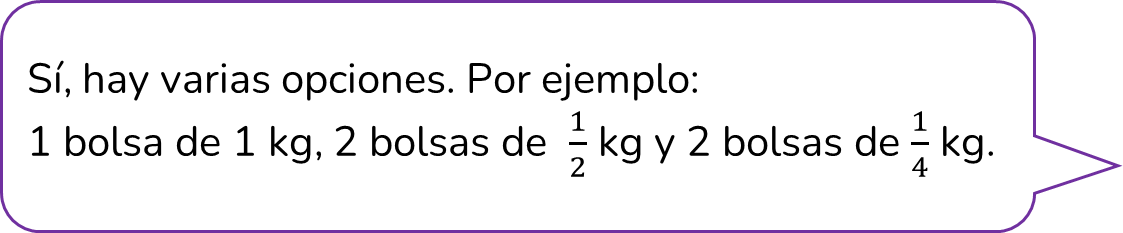 Sí, hay varias opciones. Por ejemplo:
1 bolsa de 1 kg, 2 bolsas de 1/2 kg y 2 bolsas de 1/4 kg.